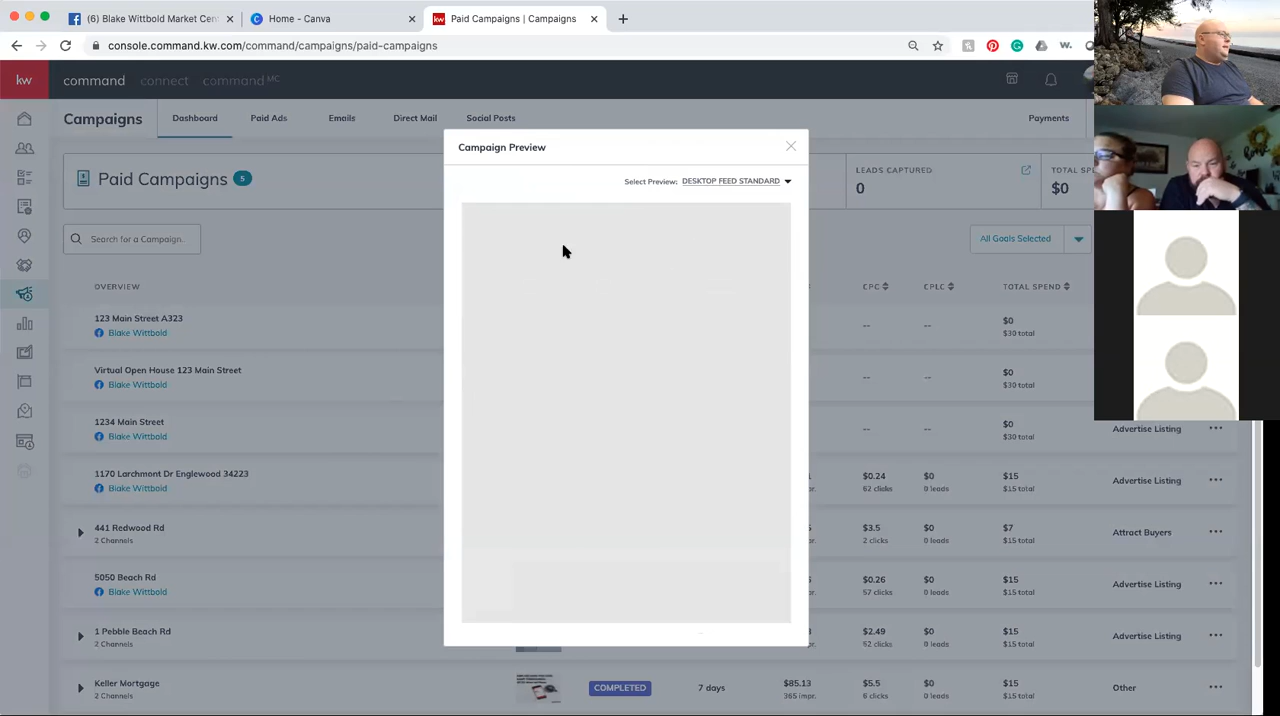 (6) Blake Wittbold Market Cen
Home - Canva
Paid Campaigns | Campaigns
console.command.kw.com/command/campaigns/paid-campaigns
kw
command
connect
command MC
Campaigns
Dashboard
Paid Ads
Emails
Direct Mail
Social Posts
Payments
Campaign Preview
Select Preview: DESKTOP FEED STANDARD
Paid Campaigns 5
LEADS CAPTURED
0
TOTAL SPE
$0
Search for a Campaign..
All Goals Selected
OVERVIEW
CPC
CPLC
TOTAL SPEND
123 Main Street A323
Blake Wittbold
--
--
$0
$30 total
Virtual Open House 123 Main Street
Blake Wittbold
--
--
$0
$30 total
1234 Main Street
Blake Wittbold
--
--
$0
$30 total
Advertise Listing
1170 Larchmont Dr Englewood 34223
Blake Wittbold
$0.24
62 clicks
$0
0 leads
$15
$15 total
Advertise Listing
441 Redwood Rd
2 Channels
$3.5
2 clicks
$0
0 leads
$7
$15 total
Attract Buyers
5050 Beach Rd
Blake Wittbold
$0.26
57 clicks
$0
0 leads
$15
$15 total
Advertise Listing
1 Pebble Beach Rd
2 Channels
$2.49
52 clicks
$0
0 leads
$15
$15 total
Advertise Listing
Keller Mortgage
2 Channels
COMPLETED
7 days
$85.13
365 impr.
$5.5
6 clicks
$0
0 leads
$15
$15 total
Other